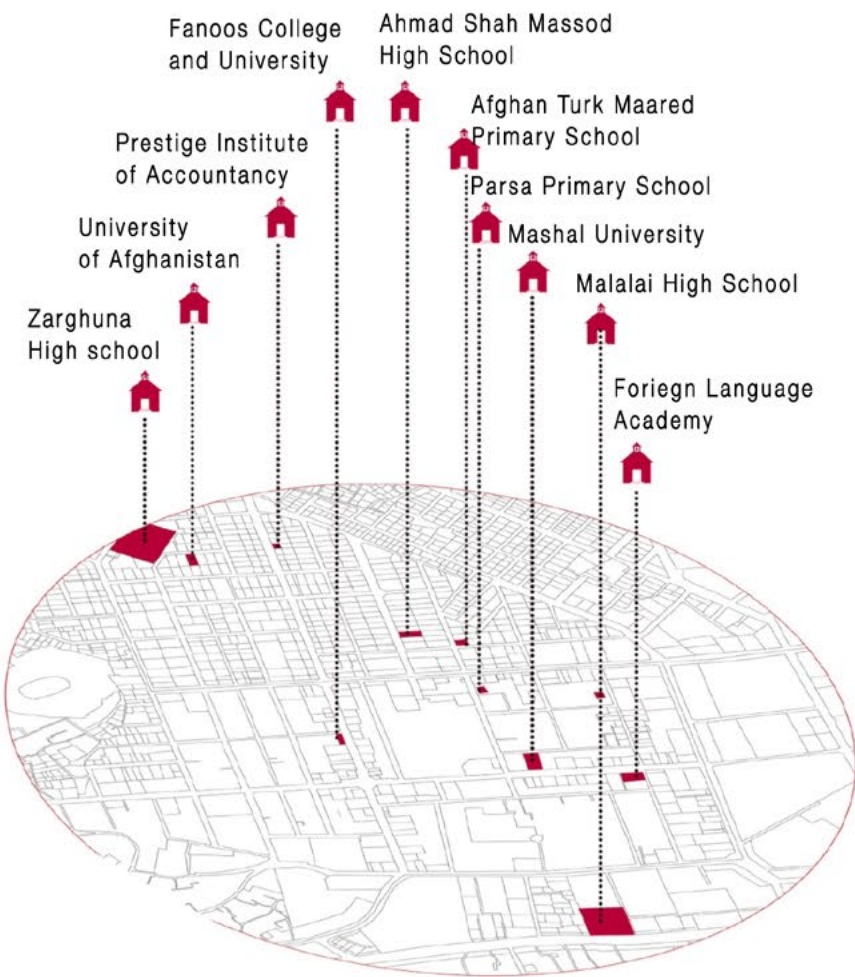 Fanoos College
and University
Ahmad Shah Massod
High School
Afghan Turk Maared
Primary School
Prestige Institute
of Accountancy
Parsa Primary School
University
of Afghanistan
Mashal University
Malalai High School
Zarghuna
High school
Foriegn Language
Academy